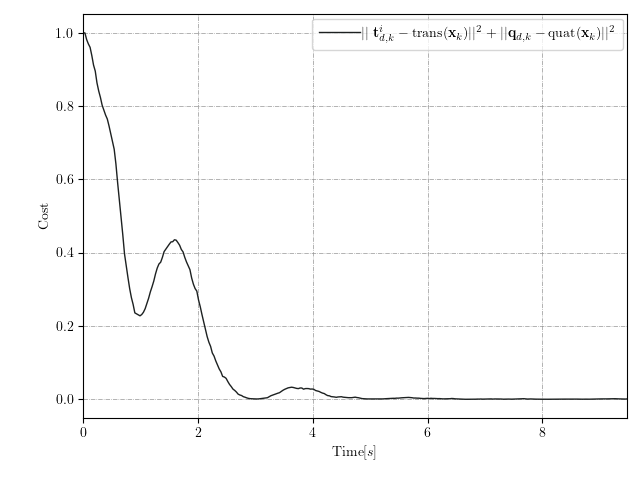 || t^i_{d,k} − trans(x_k)||² + ||q_{d,k} − quat(x_k)||²
1.0
0.8
0.6
0.4
0.2
0.0
Cost
0 2 4 6 8
Time[s]